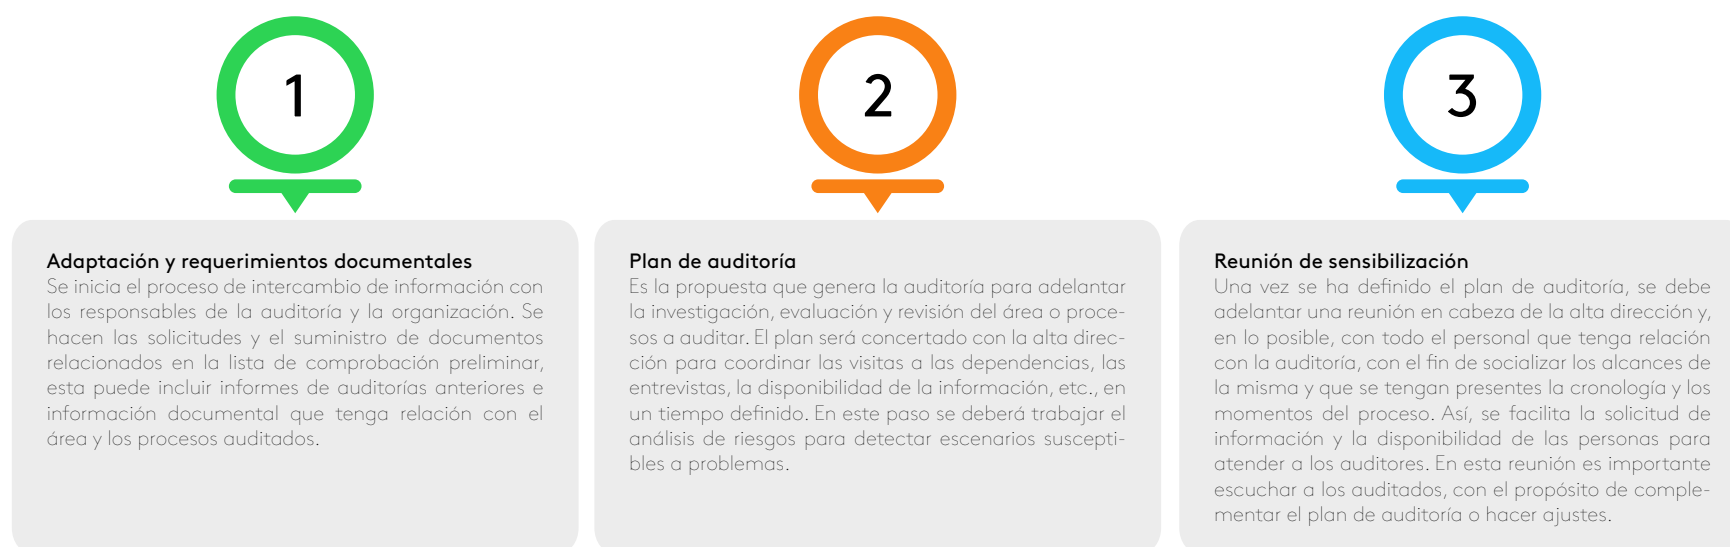 1
Adaptación y requerimientos documentales
Se inicia el proceso de intercambio de información con
los responsables de la auditoría y la organización. Se
hacen las solicitudes y el suministro de documentos
relacionados en la lista de comprobación preliminar,
esta puede incluir informes de auditorías anteriores e
información documental que tenga relación con el
área y los procesos auditados.
2
Plan de auditoría
Es la propuesta que genera la auditoría para adelantar
la investigación, evaluación y revisión del área o proce-
sos a auditar. El plan será concertado con la alta direc-
ción para coordinar las visitas a las dependencias, las
entrevistas, la disponibilidad de la información, etc., en
un tiempo definido. En este paso se deberá trabajar el
análisis de riesgos para detectar escenarios suscepti-
bles a problemas.
3
Reunión de sensibilización
Una vez se ha definido el plan de auditoría, se debe
adelantar una reunión en cabeza de la alta dirección y,
en lo posible, con todo el personal que tenga relación
con la auditoría, con el fin de socializar los alcances de
la misma y que se tengan presentes la cronología y los
momentos del proceso. Así, se facilita la solicitud de
información y la disponibilidad de las personas para
atender a los auditores. En esta reunión es importante
escuchar a los auditados, con el propósito de comple-
mentar el plan de auditoría o hacer ajustes.